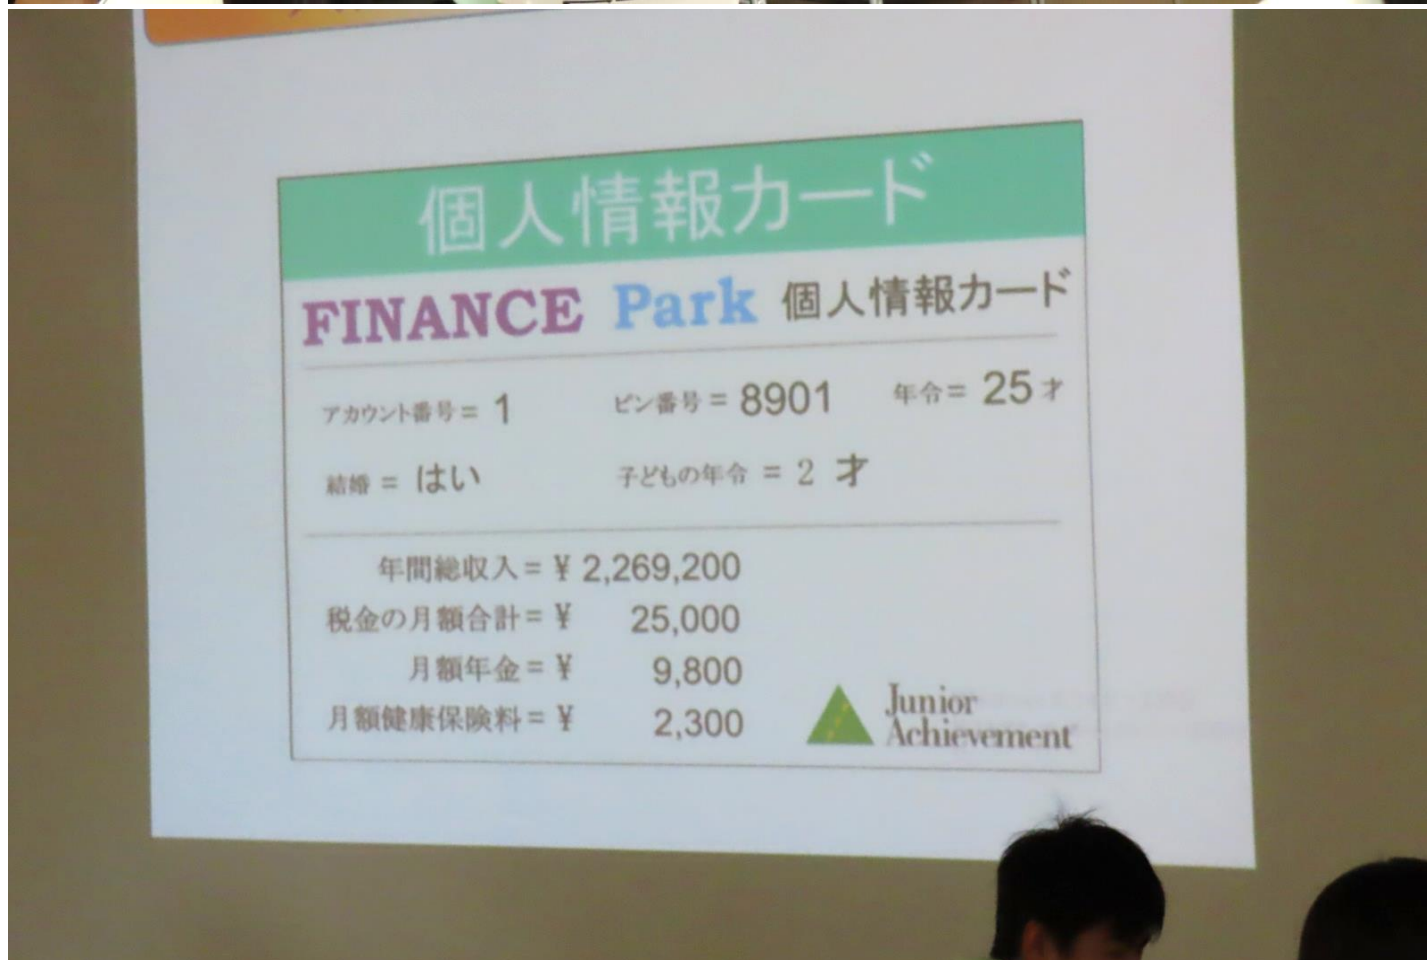 個人情報カード
FINANCE Park 個人情報カード
アカウント番号 = 1 ピン番号 = 8901 年令 = 25 才
結婚 = はい 子どもの年令 = 2 才
年間総収入 = ¥ 2,269,200
税金の月額合計 = ¥ 25,000
月額年金 = ¥ 9,800
月額健康保険料 = ¥ 2,300
Junior
Achievement